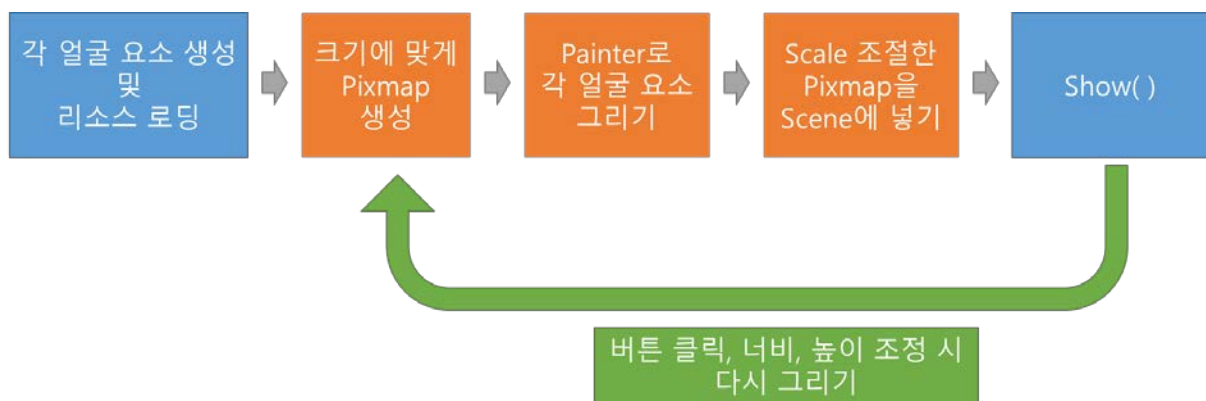 각 얼굴 요소 생성
및
리소스 로딩
크기에 맞게
Pixmap
생성
Painter로
각 얼굴 요소
그리기
Scale 조절한
Pixmap을
Scene에 넣기
Show( )
버튼 클릭, 너비, 높이 조정 시
다시 그리기